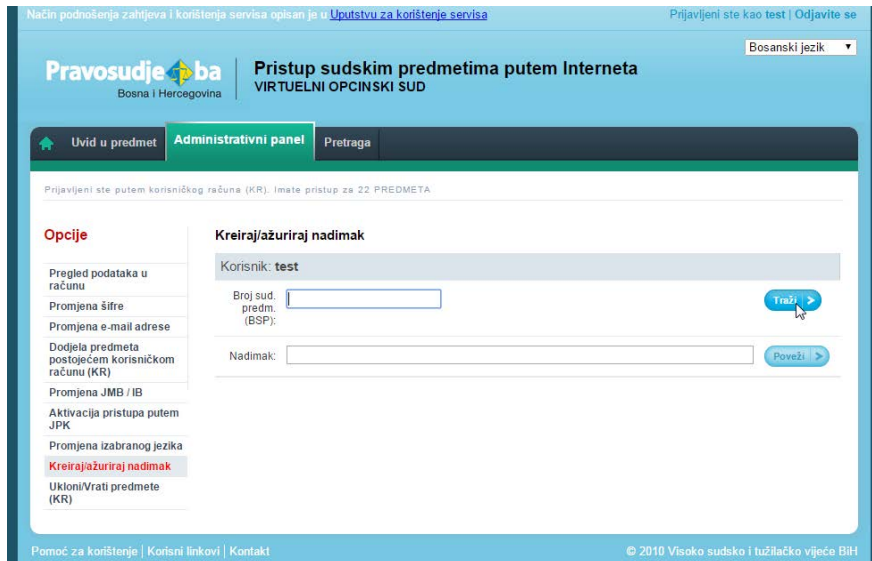 Način podnošenja zahtjeva i korištenja servisa opisan je u Uputstvu za korištenje servisa
Prijavljeni ste kao test | Odjavite se
Bosanski jezik
Pravosudje ba
Bosna i Hercegovina
Pristup sudskim predmetima putem Interneta
VIRTUELNI OPCINSKI SUD
Uvid u predmet
Administrativni panel
Pretraga
Prijavljeni ste putem korisničkog računa (KR). Imate pristup za 22 PREDMETA
Opcije
Pregled podataka u
računu
Promjena šifre
Promjena e-mail adrese
Dodjela predmeta
postojećem korisničkom
računu (KR)
Promjena JMB / IB
Aktivacija pristupa putem
JPK
Promjena izabranog jezika
Kreiraj/ažuriraj nadimak
Ukloni/Vrati predmete
(KR)
Kreiraj/ažuriraj nadimak
Korisnik: test
Broj sud.
predm.
(BSP):
Traži
Nadimak:
Poveži
Pomoć za korištenje | Korisni linkovi | Kontakt
© 2010 Visoko sudsko i tužilačko vijeće BiH